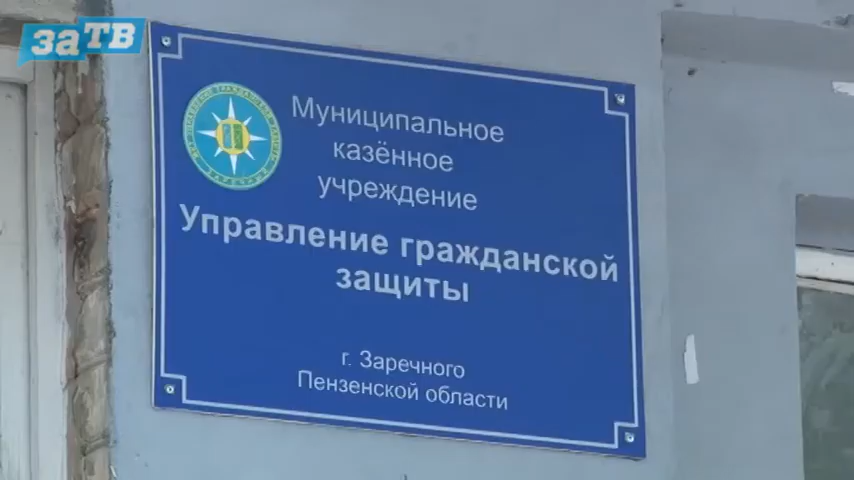 заТВ
Муниципальное
казённое
учреждение
Управление гражданской
защиты
г. Заречного
Пензенской области